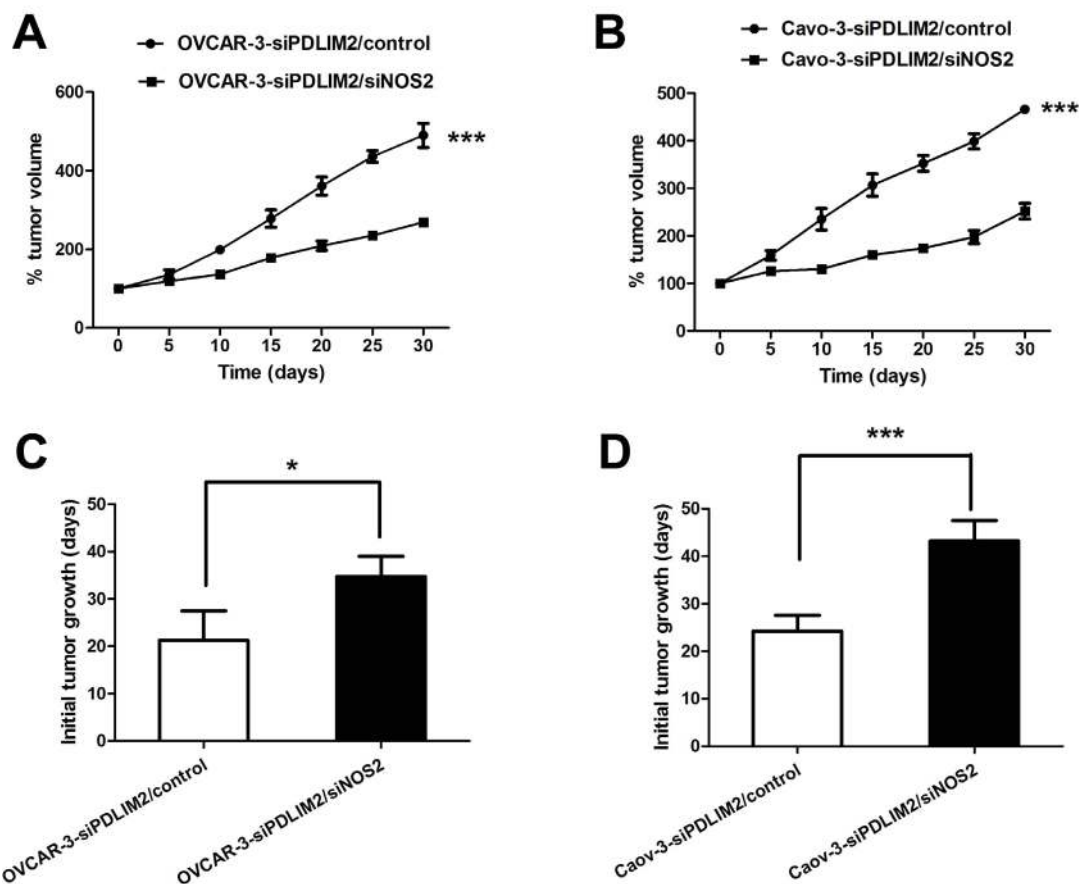 A
OVCAR-3-siPDLIM2/control
OVCAR-3-siPDLIM2/siNOS2
% tumor volume
600
400
200
0
***
0 5 10 15 20 25 30
Time (days)
B
Cavo-3-siPDLIM2/control
Cavo-3-siPDLIM2/siNOS2
% tumor volume
500
400
300
200
100
0
***
0 5 10 15 20 25 30
Time (days)
C
*
Initial tumor growth (days)
50
40
30
20
10
0
OVCAR-3-siPDLIM2/control
OVCAR-3-siPDLIM2/siNOS2
D
***
Initial tumor growth (days)
50
40
30
20
10
0
Caov-3-siPDLIM2/control
Caov-3-siPDLIM2/siNOS2